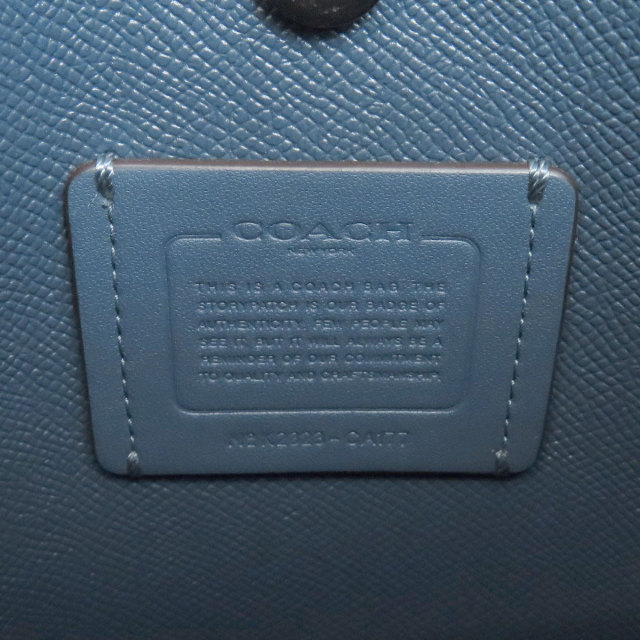 COACH
NEW YORK
THIS IS A COACH BAG. THE
STORYPATCH IS OUR BADGE OF
AUTHENTICITY. FEW PEOPLE MAY
SEE IT, BUT IT WILL ALWAYS BE A
REMINDER OF OUR COMMITMENT
TO QUALITY AND CRAFTSMANSHIP.
CA177